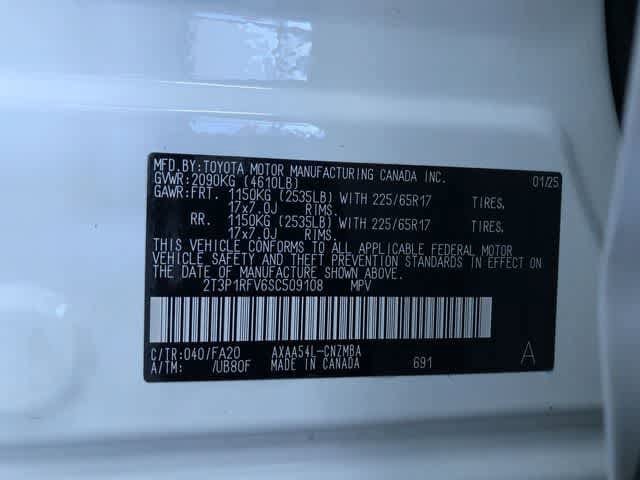 MFD.BY:TOYOTA MOTOR MANUFACTURING CANADA INC. 01/25
GVWR:2090KG (4610LB)
GAWR:FRT. 1150KG (2535LB) WITH 225/65R17 TIRES.
17x7.0J RIMS.
RR. 1150KG (2535LB) WITH 225/65R17 TIRES.
17x7.0J RIMS.
THIS VEHICLE CONFORMS TO ALL APPLICABLE FEDERAL MOTOR
VEHICLE SAFETY AND THEFT PREVENTION STANDARDS IN EFFECT ON
THE DATE OF MANUFACTURE SHOWN ABOVE.
2T3P1RFV6SC509108 MPV
C/TR:040/FA20 AXAA54L-CNZMBA
A/TM: /UB80F MADE IN CANADA 691 A